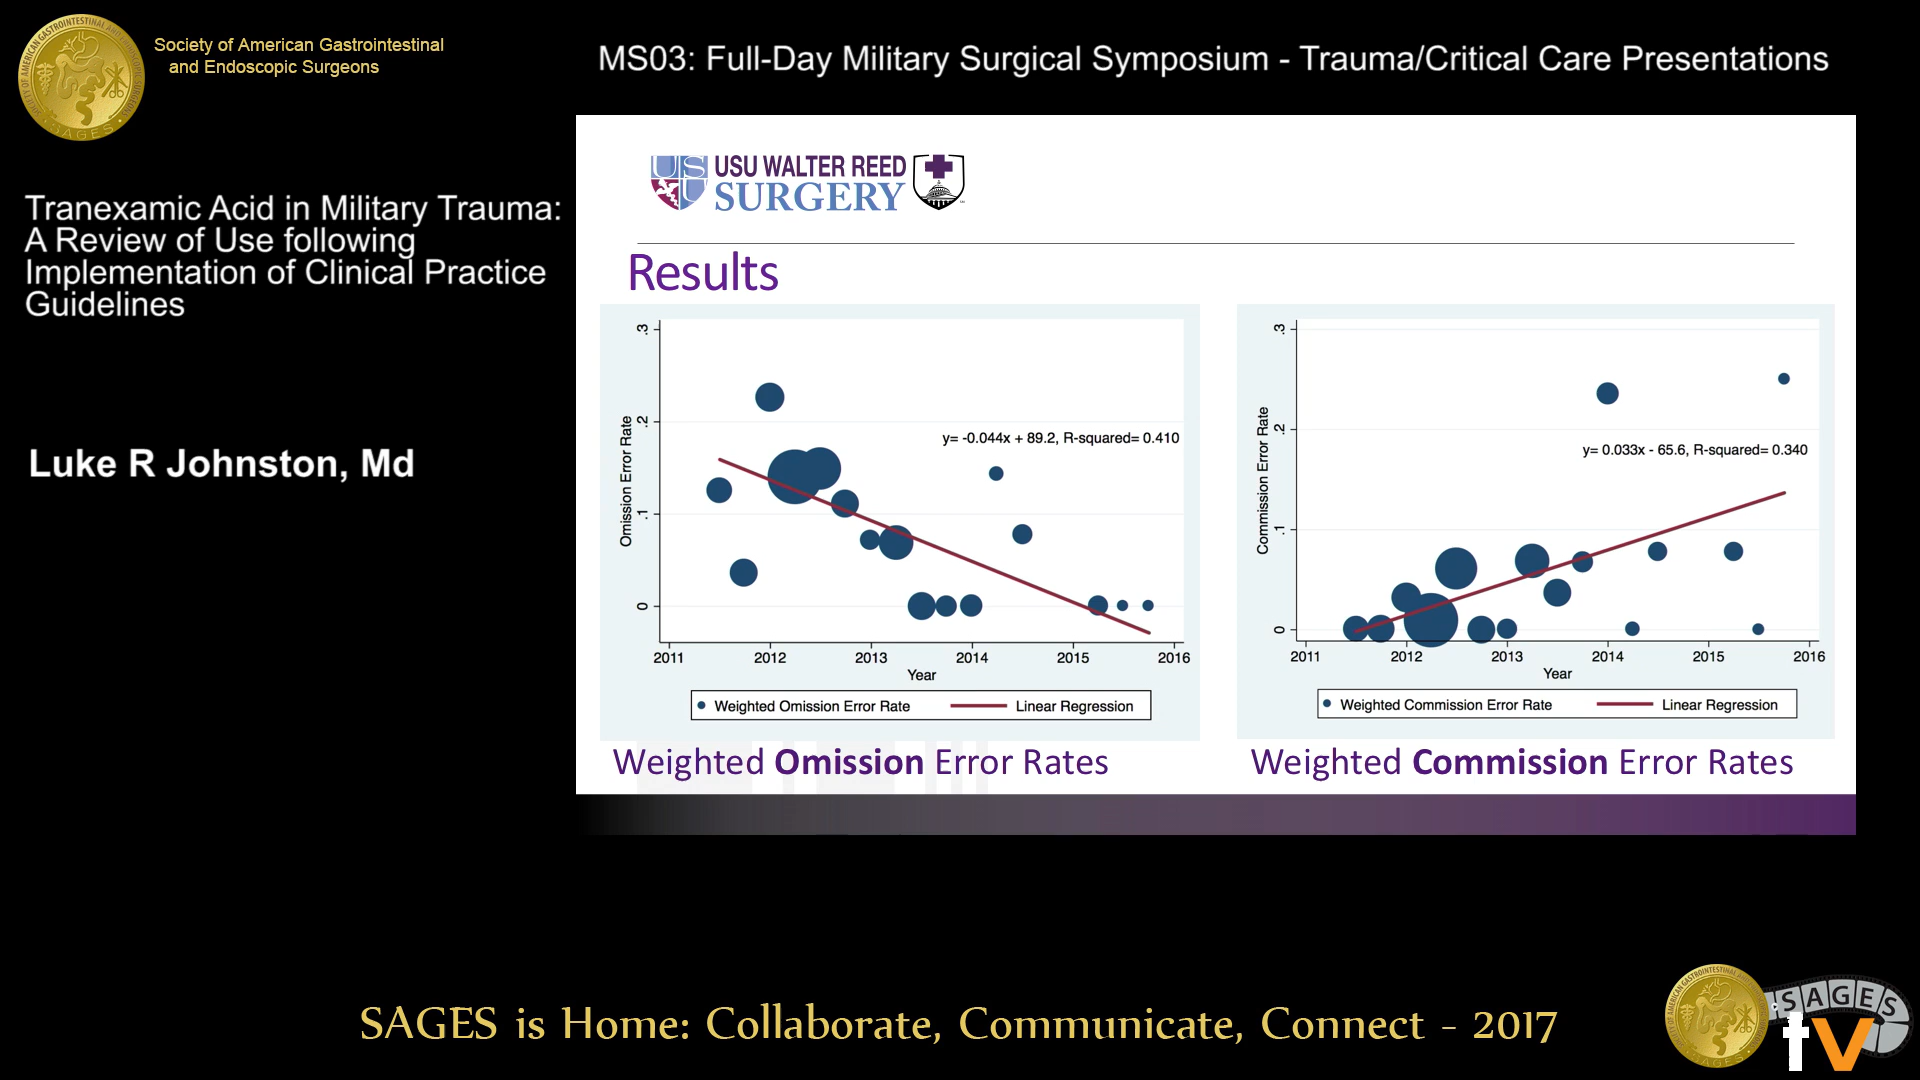 Society of American Gastrointestinal
and Endoscopic Surgeons
MS03: Full-Day Military Surgical Symposium - Trauma/Critical Care Presentations
Tranexamic Acid in Military Trauma:
A Review of Use following
Implementation of Clinical Practice
Guidelines
Luke R Johnston, Md
US
USU WALTER REED
SURGERY
Results
.3
.2
.1
0
Omission Error Rate
y= -0.044x + 89.2, R-squared= 0.410
2011 2012 2013 2014 2015 2016
Year
Weighted Omission Error Rate Linear Regression
Weighted Omission Error Rates
.3
.2
.1
0
Commission Error Rate
y= 0.033x - 65.6, R-squared= 0.340
2011 2012 2013 2014 2015 2016
Year
Weighted Commission Error Rate Linear Regression
Weighted Commission Error Rates
SAGES is Home: Collaborate, Communicate, Connect - 2017
SAGES
tv